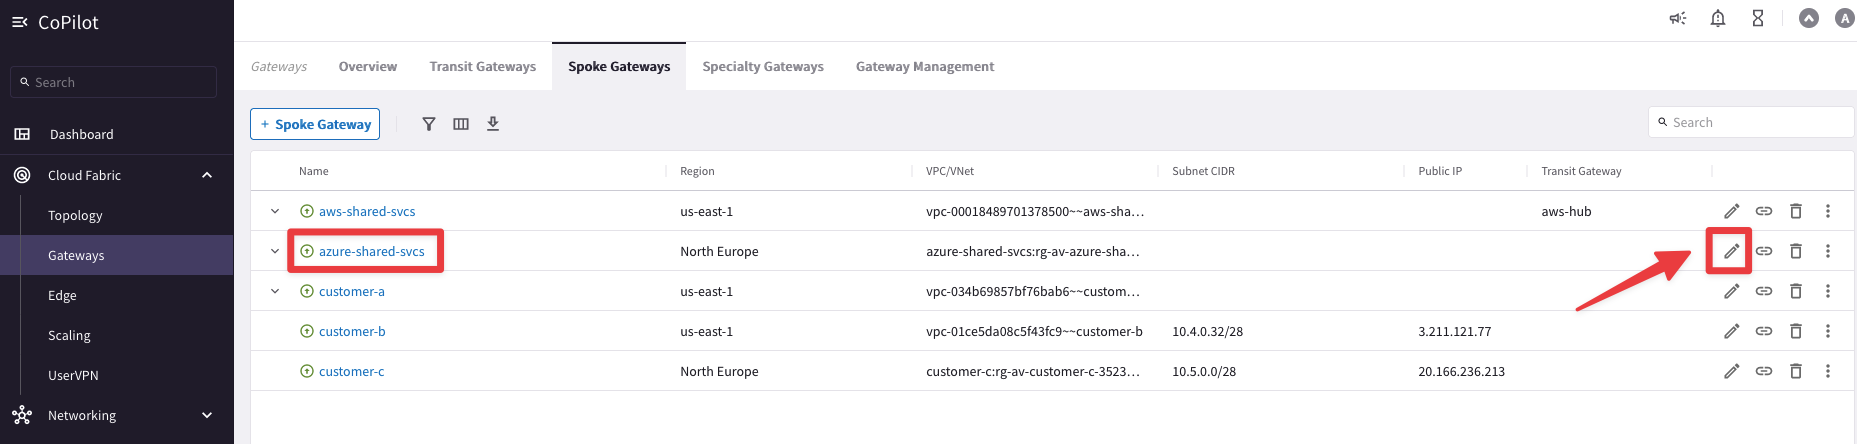 CoPilot
A
Search
Gateways Overview Transit Gateways Spoke Gateways Specialty Gateways Gateway Management
Dashboard
Cloud Fabric
Topology
Gateways
Edge
Scaling
UserVPN
Networking
+ Spoke Gateway
Search
Name Region VPC/VNet Subnet CIDR Public IP Transit Gateway
aws-shared-svcs us-east-1 vpc-00018489701378500~~aws-sha… aws-hub
azure-shared-svcs North Europe azure-shared-svcs:rg-av-azure-sha…
customer-a us-east-1 vpc-034b69857bf76bab6~~custom…
customer-b us-east-1 vpc-01ce5da08c5f43fc9~~customer-b 10.4.0.32/28 3.211.121.77
customer-c North Europe customer-c:rg-av-customer-c-3523… 10.5.0.0/28 20.166.236.213